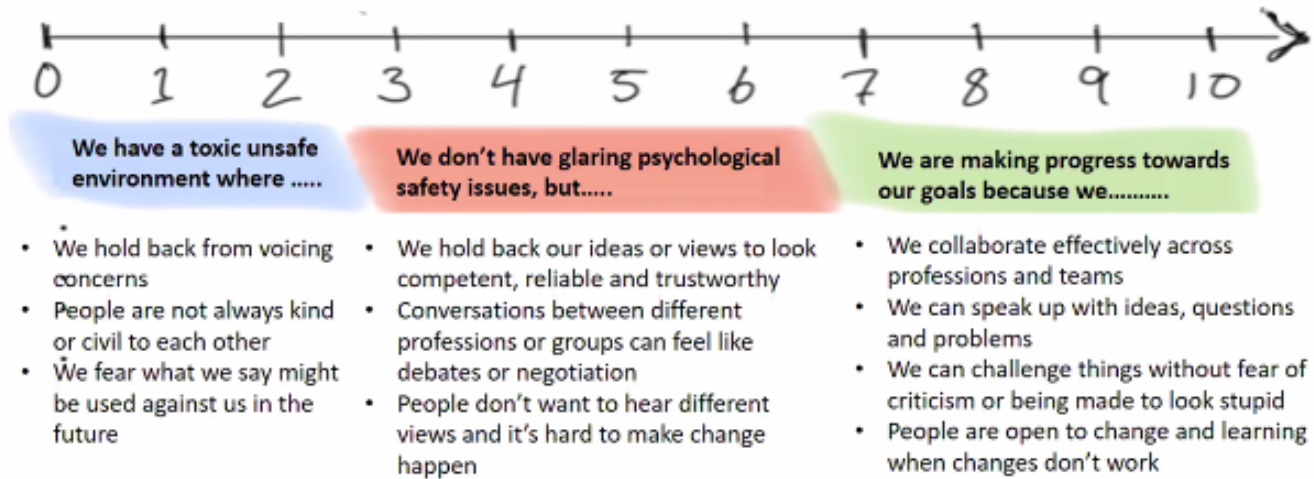 0 1 2 3 4 5 6 7 8 9 10
We have a toxic unsafe
environment where .....
• We hold back from voicing
concerns
• People are not always kind
or civil to each other
• We fear what we say might
be used against us in the
future
We don't have glaring psychological
safety issues, but.....
• We hold back our ideas or views to look
competent, reliable and trustworthy
• Conversations between different
professions or groups can feel like
debates or negotiation
• People don't want to hear different
views and it's hard to make change
happen
We are making progress towards
our goals because we..........
• We collaborate effectively across
professions and teams
• We can speak up with ideas, questions
and problems
• We can challenge things without fear of
criticism or being made to look stupid
• People are open to change and learning
when changes don't work